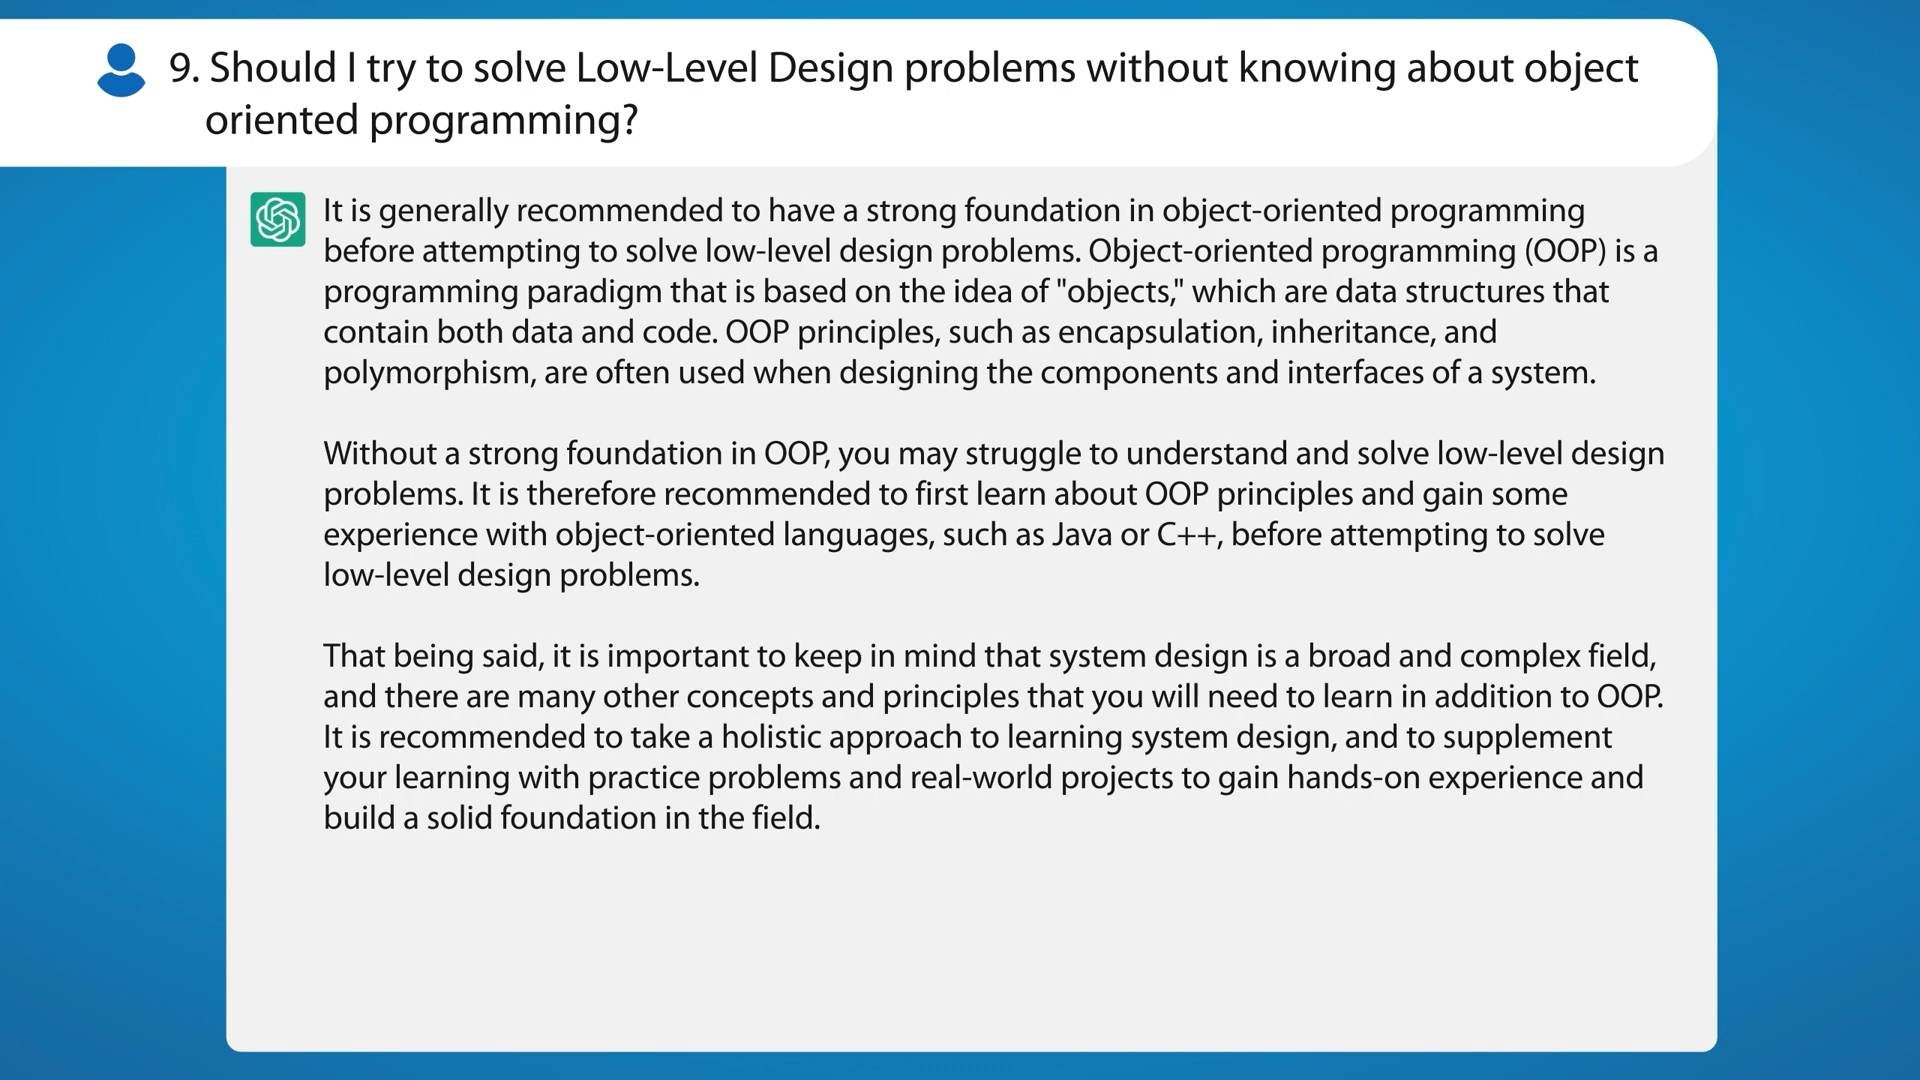 9. Should I try to solve Low-Level Design problems without knowing about object
oriented programming?
It is generally recommended to have a strong foundation in object-oriented programming
before attempting to solve low-level design problems. Object-oriented programming (OOP) is a
programming paradigm that is based on the idea of "objects," which are data structures that
contain both data and code. OOP principles, such as encapsulation, inheritance, and
polymorphism, are often used when designing the components and interfaces of a system.
Without a strong foundation in OOP, you may struggle to understand and solve low-level design
problems. It is therefore recommended to first learn about OOP principles and gain some
experience with object-oriented languages, such as Java or C++, before attempting to solve
low-level design problems.
That being said, it is important to keep in mind that system design is a broad and complex field,
and there are many other concepts and principles that you will need to learn in addition to OOP.
It is recommended to take a holistic approach to learning system design, and to supplement
your learning with practice problems and real-world projects to gain hands-on experience and
build a solid foundation in the field.